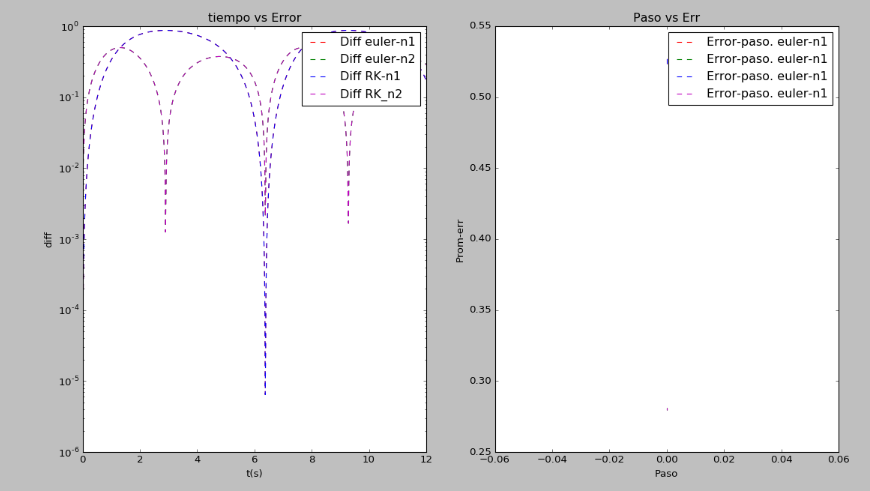 tiempo vs Error
Diff euler-n1
Diff euler-n2
Diff RK-n1
Diff RK_n2
10^0
10^-1
10^-2
10^-3
10^-4
10^-5
10^-6
diff
0 2 4 6 8 10 12
t(s)
Paso vs Err
Error-paso. euler-n1
Error-paso. euler-n1
Error-paso. euler-n1
Error-paso. euler-n1
0.55
0.50
0.45
0.40
0.35
0.30
0.25
Prom-err
−0.06 −0.04 −0.02 0.00 0.02 0.04 0.06
Paso